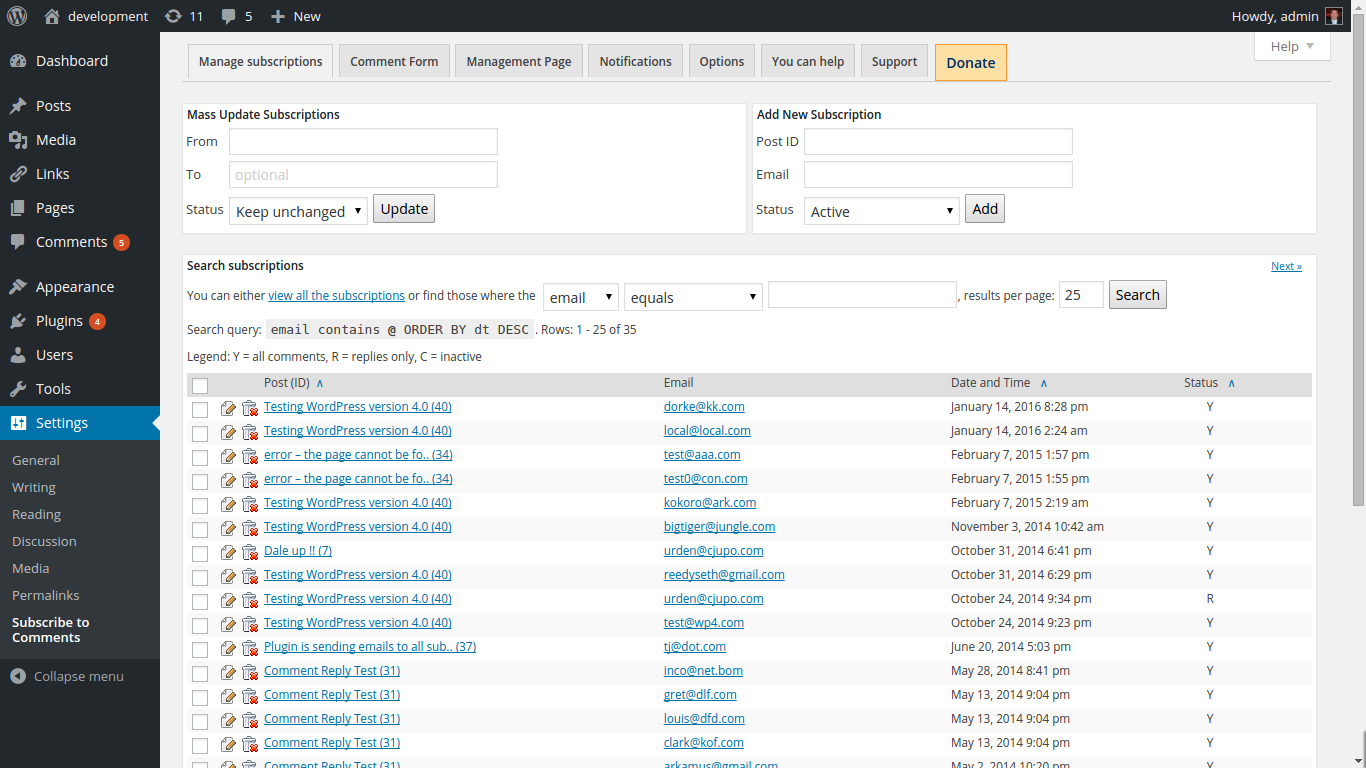 development 11 5 New Howdy, admin
Help
Dashboard
Posts
Media
Links
Pages
Comments 5
Appearance
Plugins 4
Users
Tools
Settings
General
Writing
Reading
Discussion
Media
Permalinks
Subscribe to
Comments
Collapse menu
Manage subscriptions Comment Form Management Page Notifications Options You can help Support Donate
Mass Update Subscriptions
From
To optional
Status Keep unchanged Update
Add New Subscription
Post ID
Email
Status Active Add
Search subscriptions Next »
You can either view all the subscriptions or find those where the email equals , results per page: 25 Search
Search query: email contains @ ORDER BY dt DESC . Rows: 1 - 25 of 35
Legend: Y = all comments, R = replies only, C = inactive
Post (ID) ∧ Email Date and Time ∧ Status ∧
Testing WordPress version 4.0 (40) dorke@kk.com January 14, 2016 8:28 pm Y
Testing WordPress version 4.0 (40) local@local.com January 14, 2016 2:24 am Y
error – the page cannot be fo.. (34) test@aaa.com February 7, 2015 1:57 pm Y
error – the page cannot be fo.. (34) test0@con.com February 7, 2015 1:55 pm Y
Testing WordPress version 4.0 (40) kokoro@ark.com February 7, 2015 2:19 am Y
Testing WordPress version 4.0 (40) bigtiger@jungle.com November 3, 2014 10:42 am Y
Dale up !! (7) urden@cjupo.com October 31, 2014 6:41 pm Y
Testing WordPress version 4.0 (40) reedyseth@gmail.com October 31, 2014 6:29 pm Y
Testing WordPress version 4.0 (40) urden@cjupo.com October 24, 2014 9:34 pm R
Testing WordPress version 4.0 (40) test@wp4.com October 24, 2014 9:23 pm Y
Plugin is sending emails to all sub.. (37) tj@dot.com June 20, 2014 5:03 pm Y
Comment Reply Test (31) inco@net.bom May 28, 2014 8:41 pm Y
Comment Reply Test (31) gret@dlf.com May 13, 2014 9:04 pm Y
Comment Reply Test (31) louis@dfd.com May 13, 2014 9:04 pm Y
Comment Reply Test (31) clark@kof.com May 13, 2014 9:04 pm Y
Comment Reply Test (31) arkamus@gmail.com May 2, 2014 10:20 pm Y